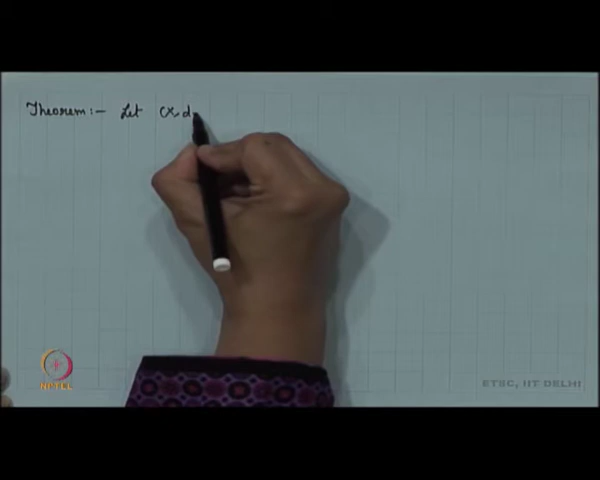 Theorem:- Let (X, d
NPTEL
ETSC, IIT DELHI